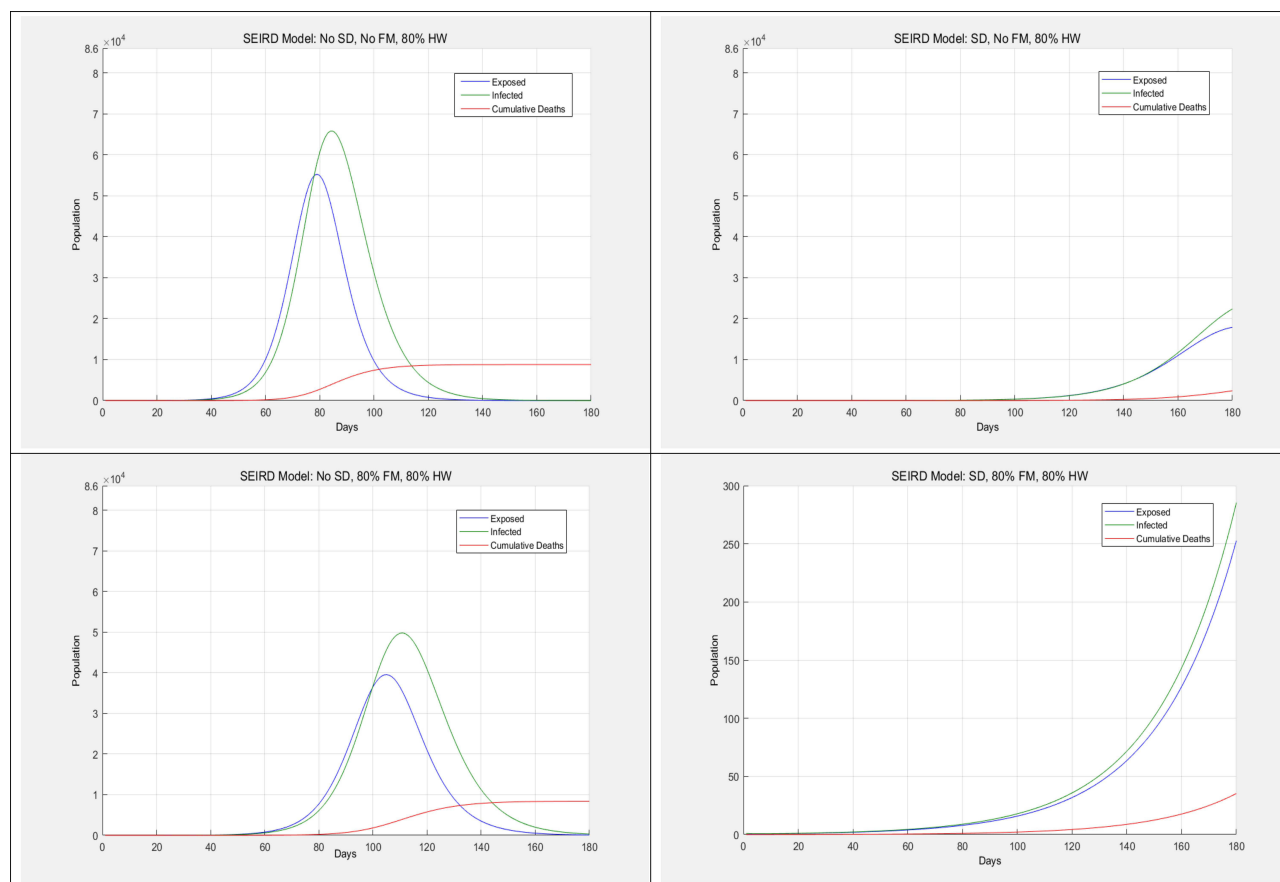 SEIRD Model: No SD, No FM, 80% HW
×10^4
8.6
8
7
6
5
4
3
2
1
0
Population
Exposed
Infected
Cumulative Deaths
0 20 40 60 80 100 120 140 160 180
Days
SEIRD Model: SD, No FM, 80% HW
×10^4
8.6
8
7
6
5
4
3
2
1
0
Population
Exposed
Infected
Cumulative Deaths
0 20 40 60 80 100 120 140 160 180
Days
SEIRD Model: No SD, 80% FM, 80% HW
×10^4
8.6
8
7
6
5
4
3
2
1
0
Population
Exposed
Infected
Cumulative Deaths
0 20 40 60 80 100 120 140 160 180
Days
SEIRD Model: SD, 80% FM, 80% HW
300
250
200
150
100
50
0
Population
Exposed
Infected
Cumulative Deaths
0 20 40 60 80 100 120 140 160 180
Days